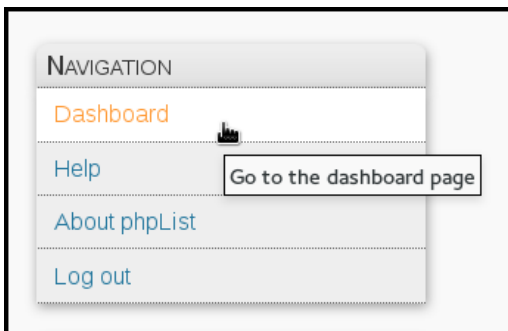 Navigation
Dashboard
Help
Go to the dashboard page
About phpList
Log out